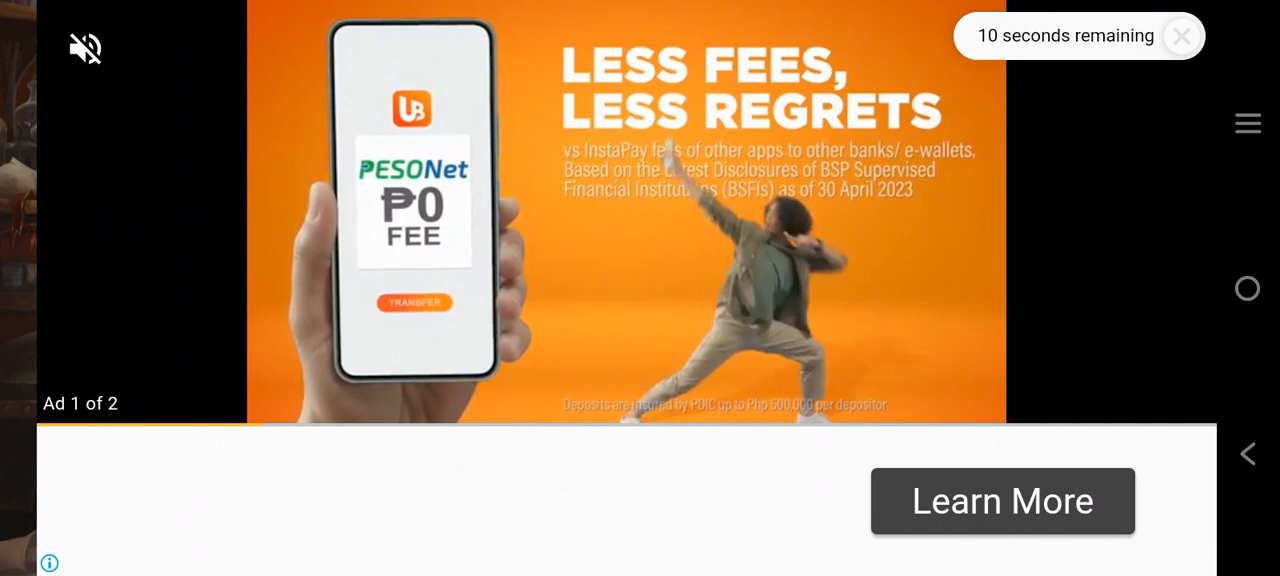 10 seconds remaining
LESS FEES,
LESS REGRETS
vs InstaPay fees of other apps to other banks/ e-wallets.
Based on the Latest Disclosures of BSP Supervised
Financial Institutions (BSFIs) as of 30 April 2023
UB
PESONet
₱0
FEE
TRANSFER
Deposits are insured by PDIC up to Php 500,000 per depositor
Ad 1 of 2
Learn More